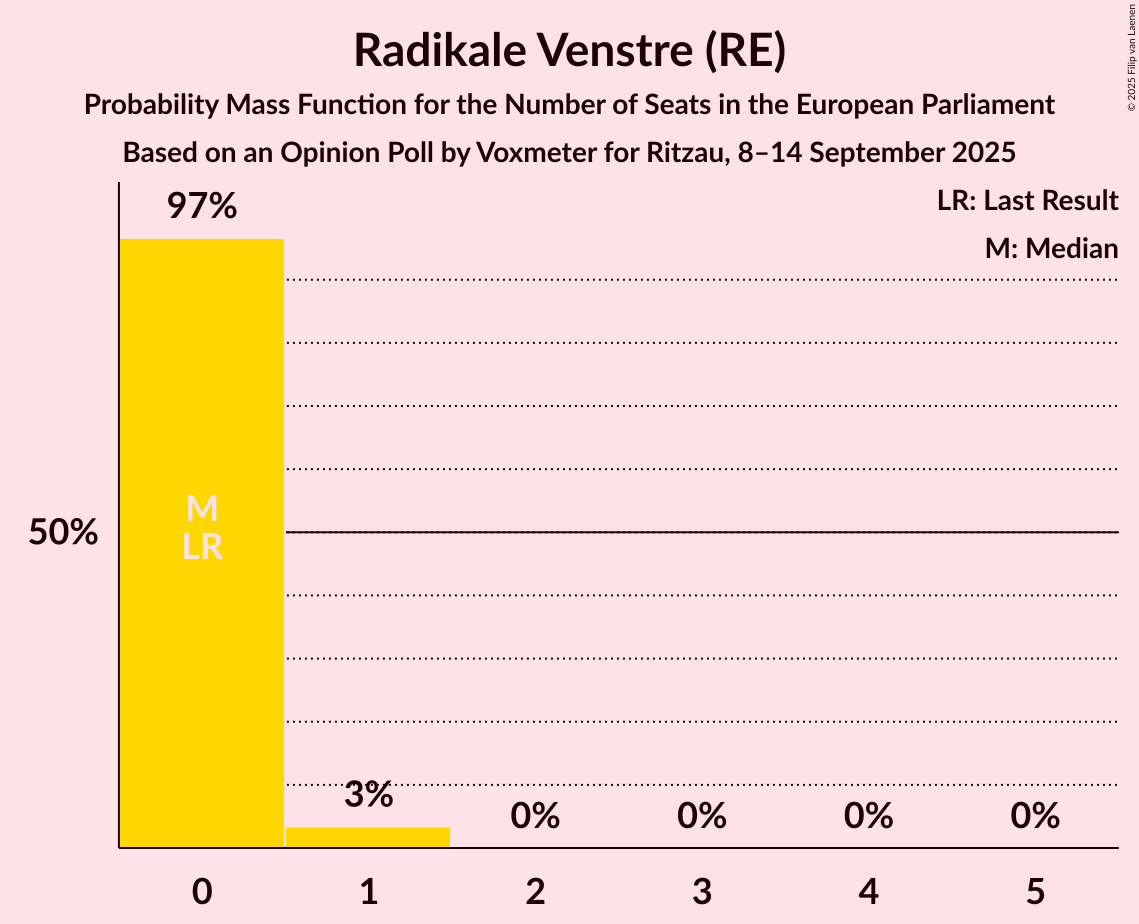 Radikale Venstre (RE)
Probability Mass Function for the Number of Seats in the European Parliament
Based on an Opinion Poll by Voxmeter for Ritzau, 8–14 September 2025
© 2025 Filip van Laenen
LR: Last Result
M: Median
97%
M
LR
50%
3%
0%
0%
0%
0%
0
1
2
3
4
5